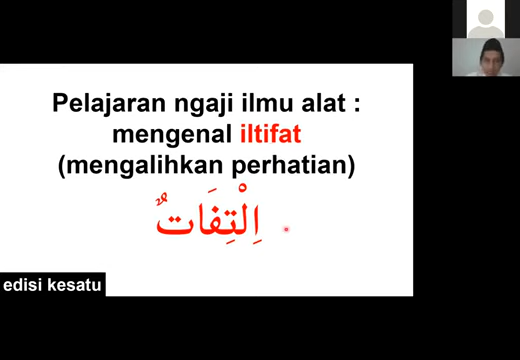 Pelajaran ngaji ilmu alat :
mengenal iltifat
(mengalihkan perhatian)
اِلْتِفَاتٌ
edisi kesatu